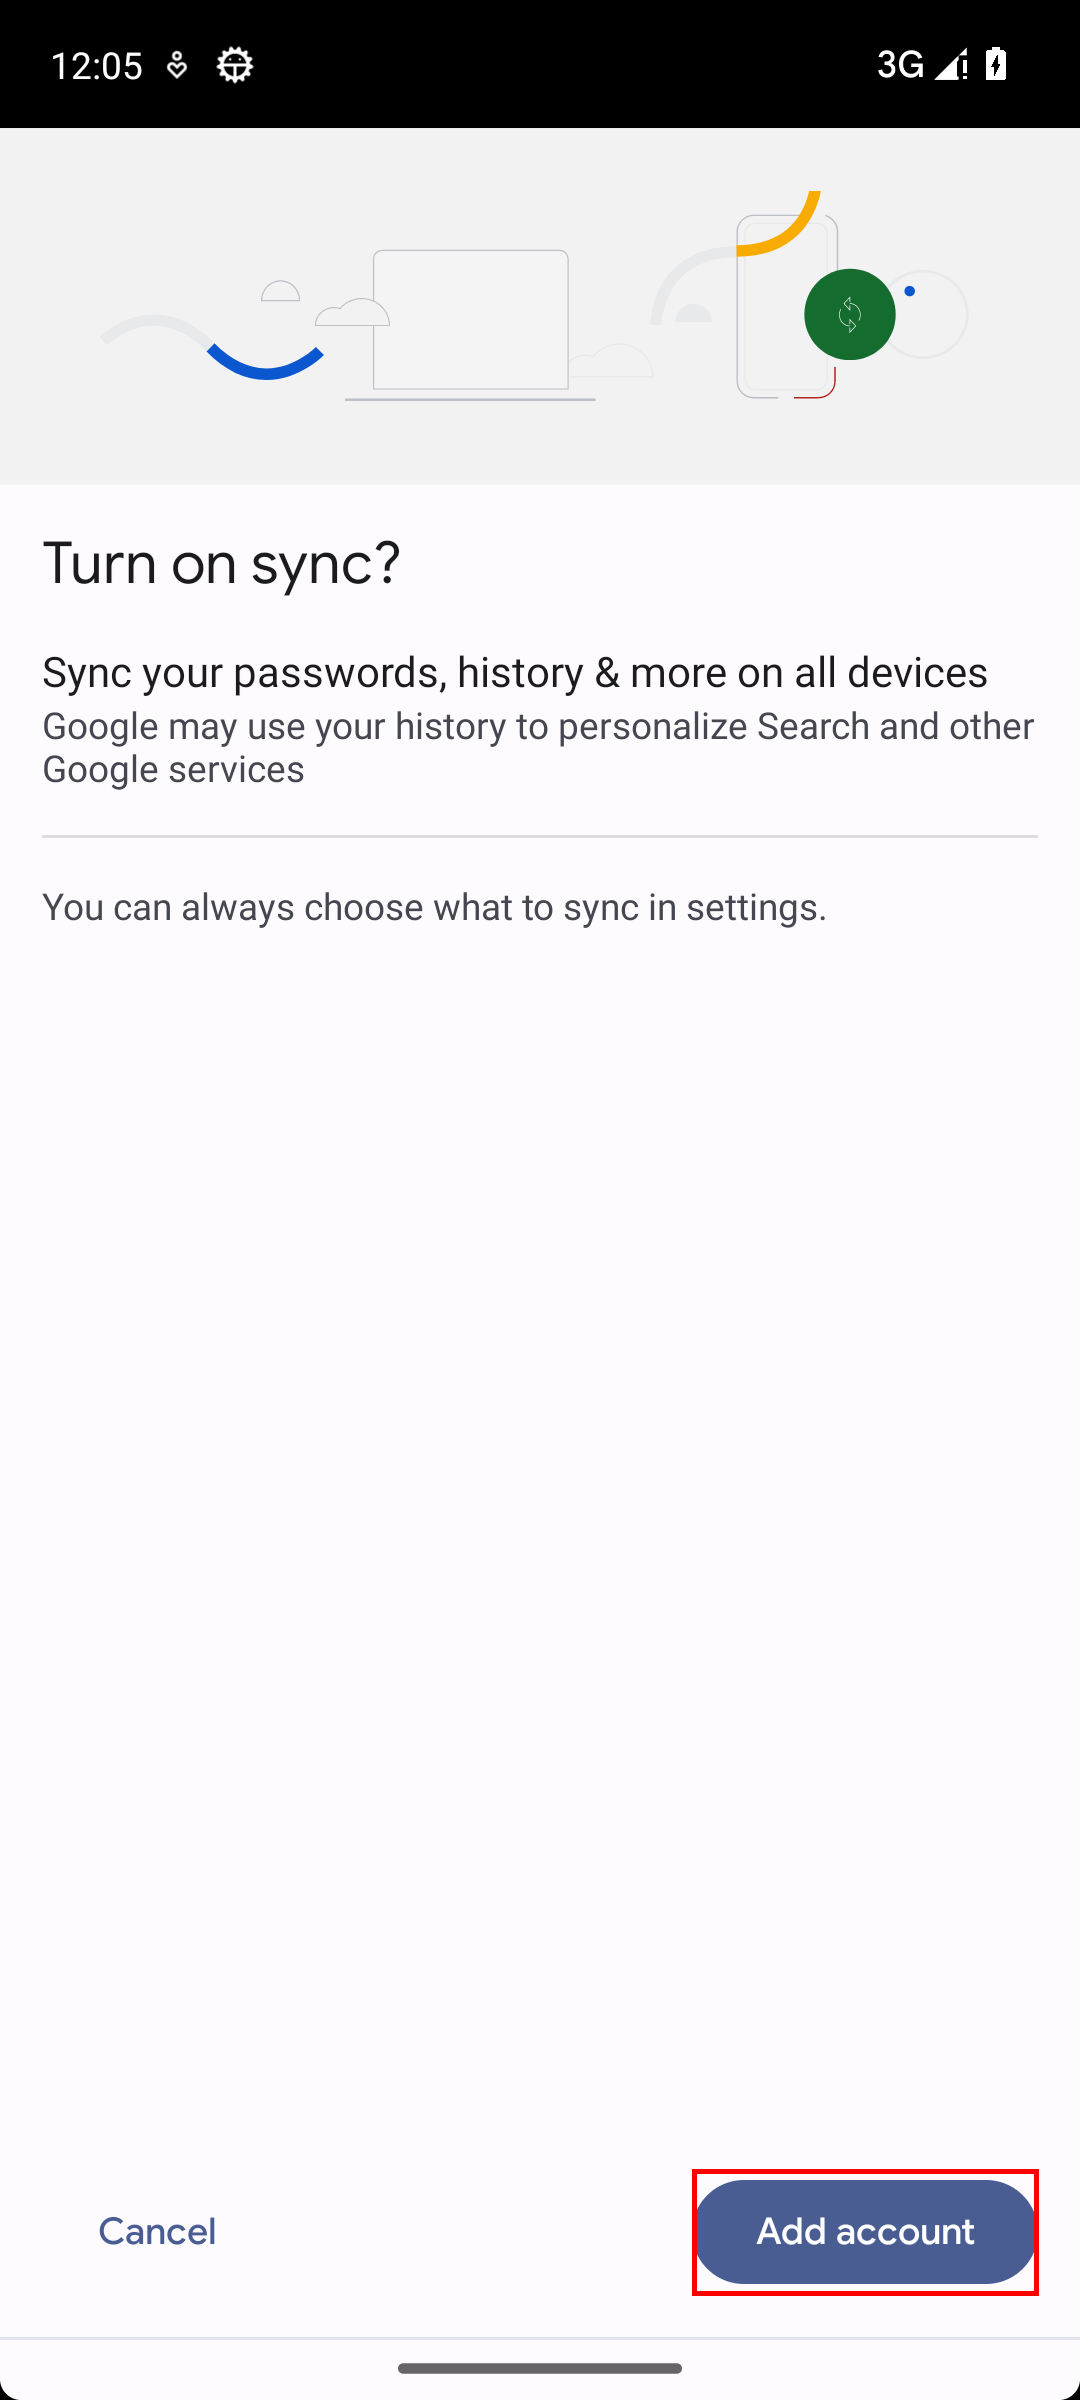 12:05
3G
Turn on sync?
Sync your passwords, history & more on all devices
Google may use your history to personalize Search and other
Google services
You can always choose what to sync in settings.
Cancel
Add account